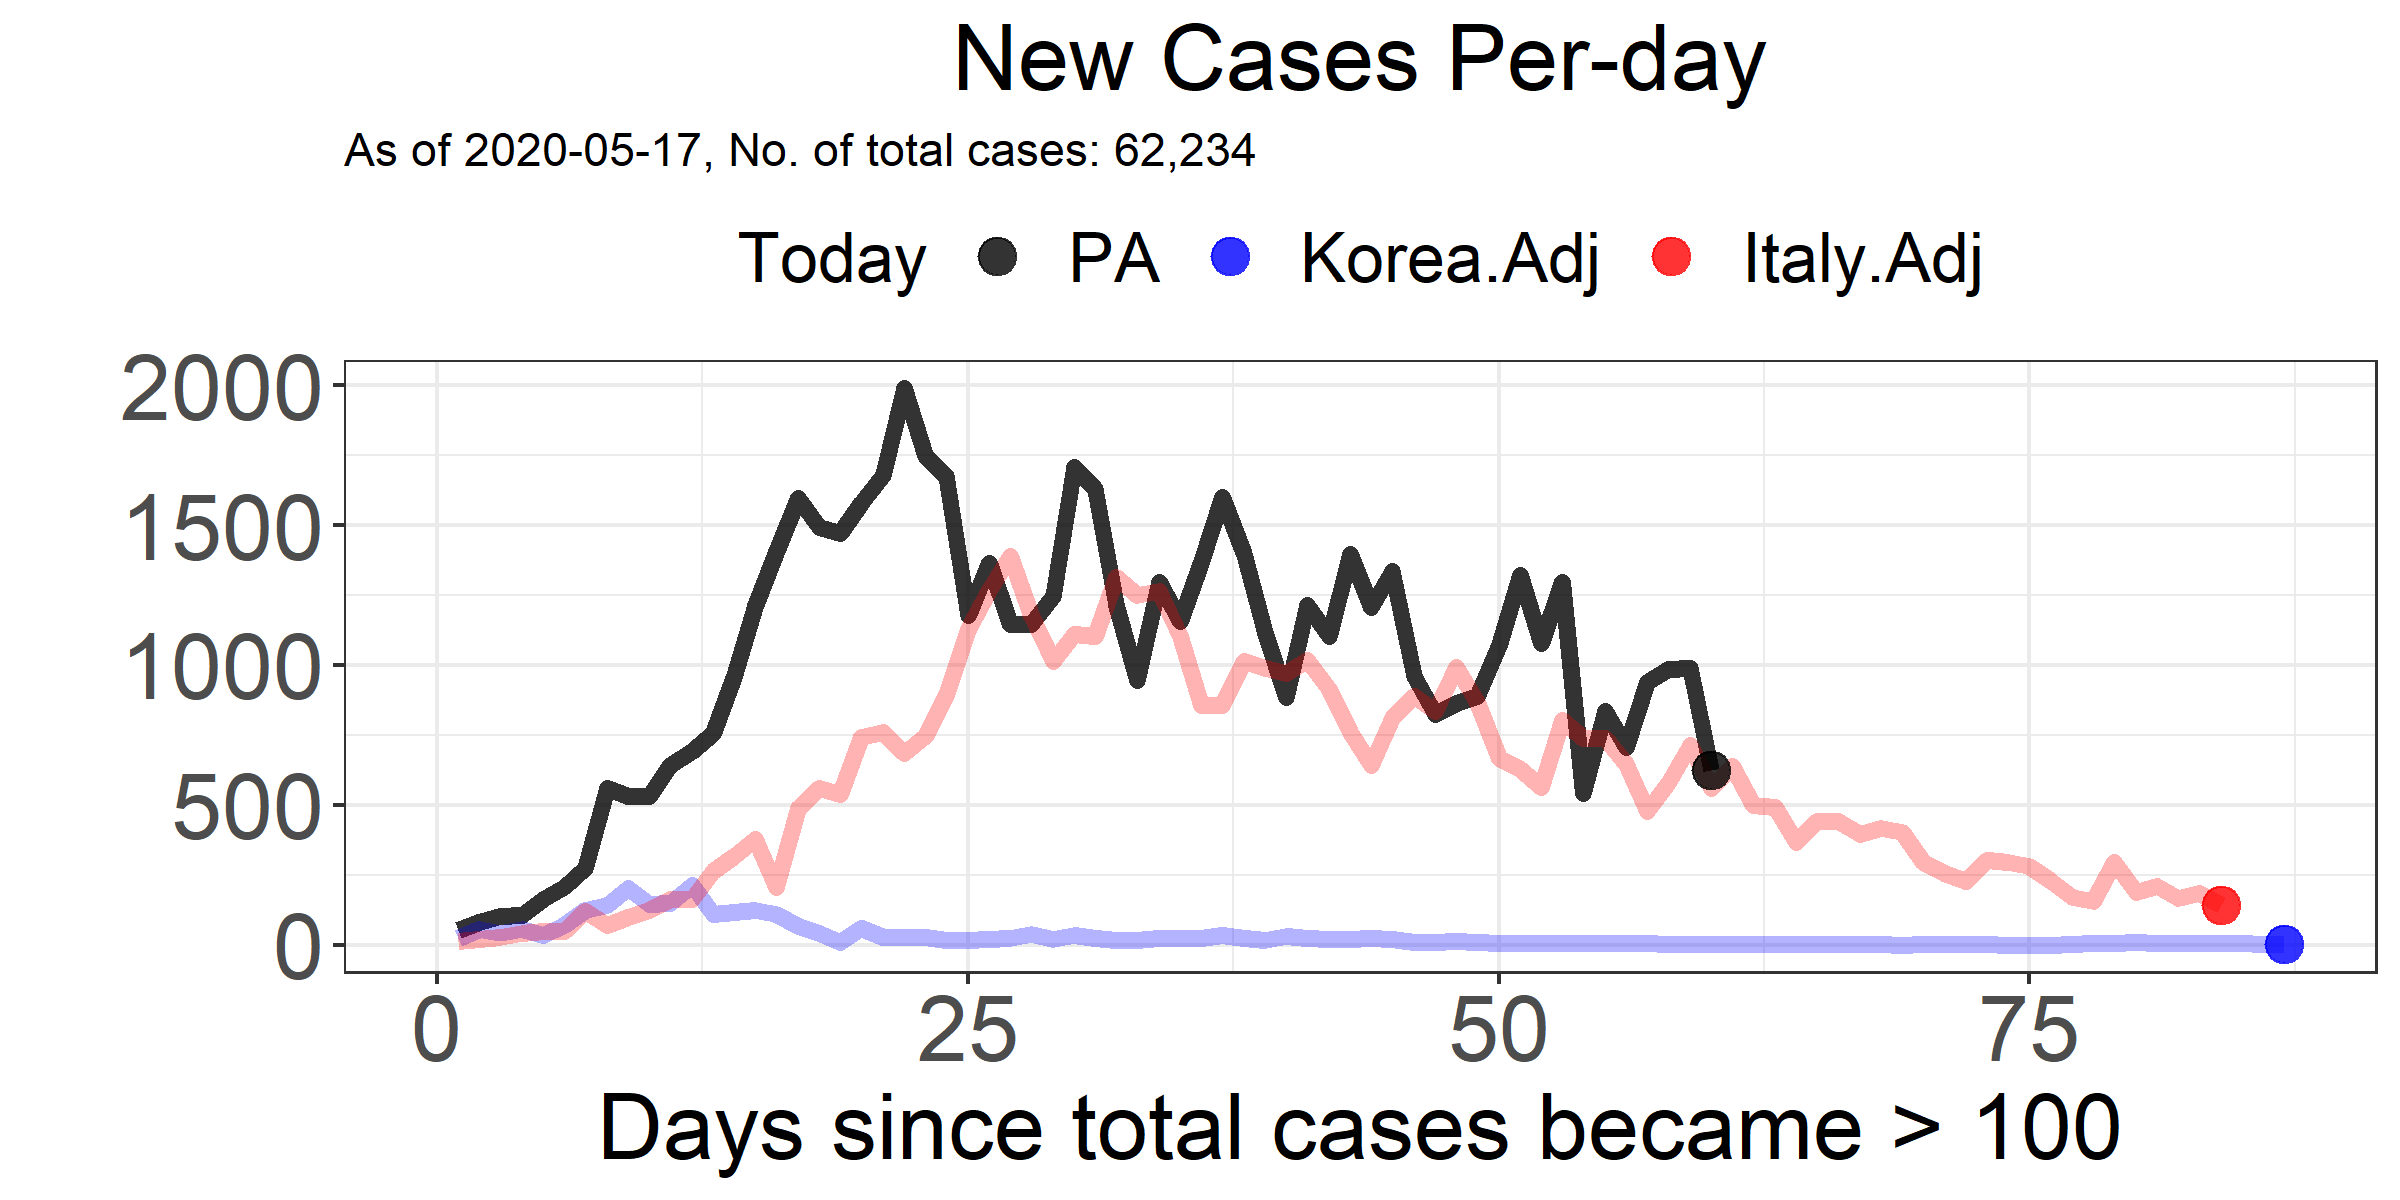 New Cases Per-day
As of 2020-05-17, No. of total cases: 62,234
Today PA Korea.Adj Italy.Adj
2000
1500
1000
500
0
0 25 50 75
Days since total cases became > 100